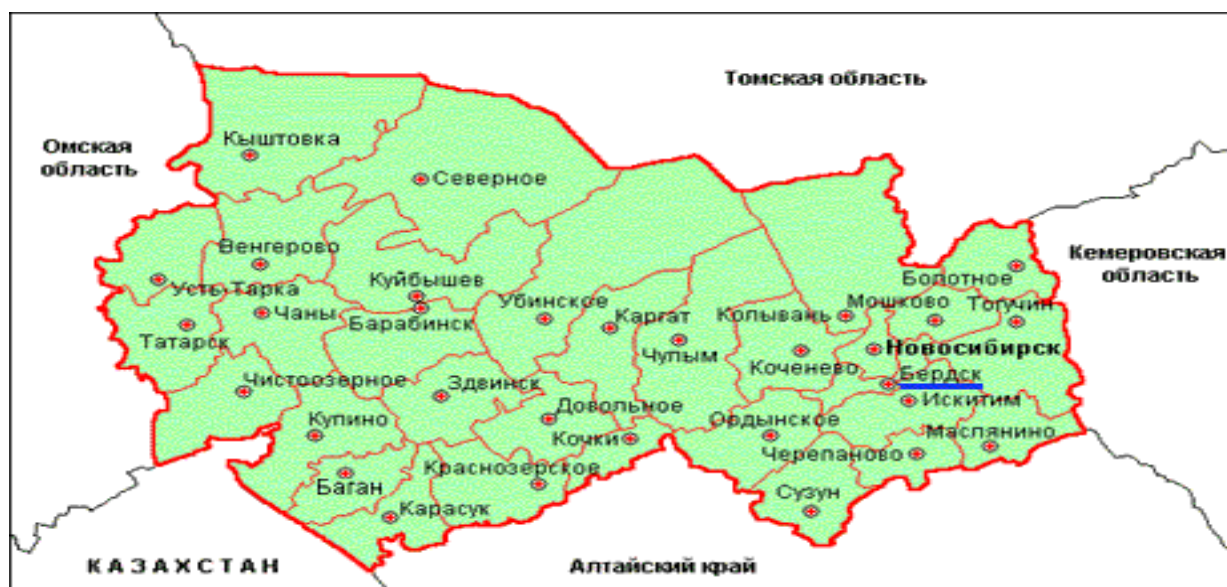 Томская область
Омская
область
Кыштовка
Северное
Венгерово
Кемеровская
область
Болотное
Куйбышев
Усть-Тарка
Убинское
Мошково
Тогучин
Чаны
Барабинск
Каргат
Колывань
Татарск
Чулым
Новосибирск
Коченево
Бердск
Чистоозерное
Здвинск
Искитим
Довольное
Купино
Ордынское
Кочки
Маслянино
Черепаново
Краснозерское
Баган
Сузун
Карасук
КАЗАХСТАН
Алтайский край